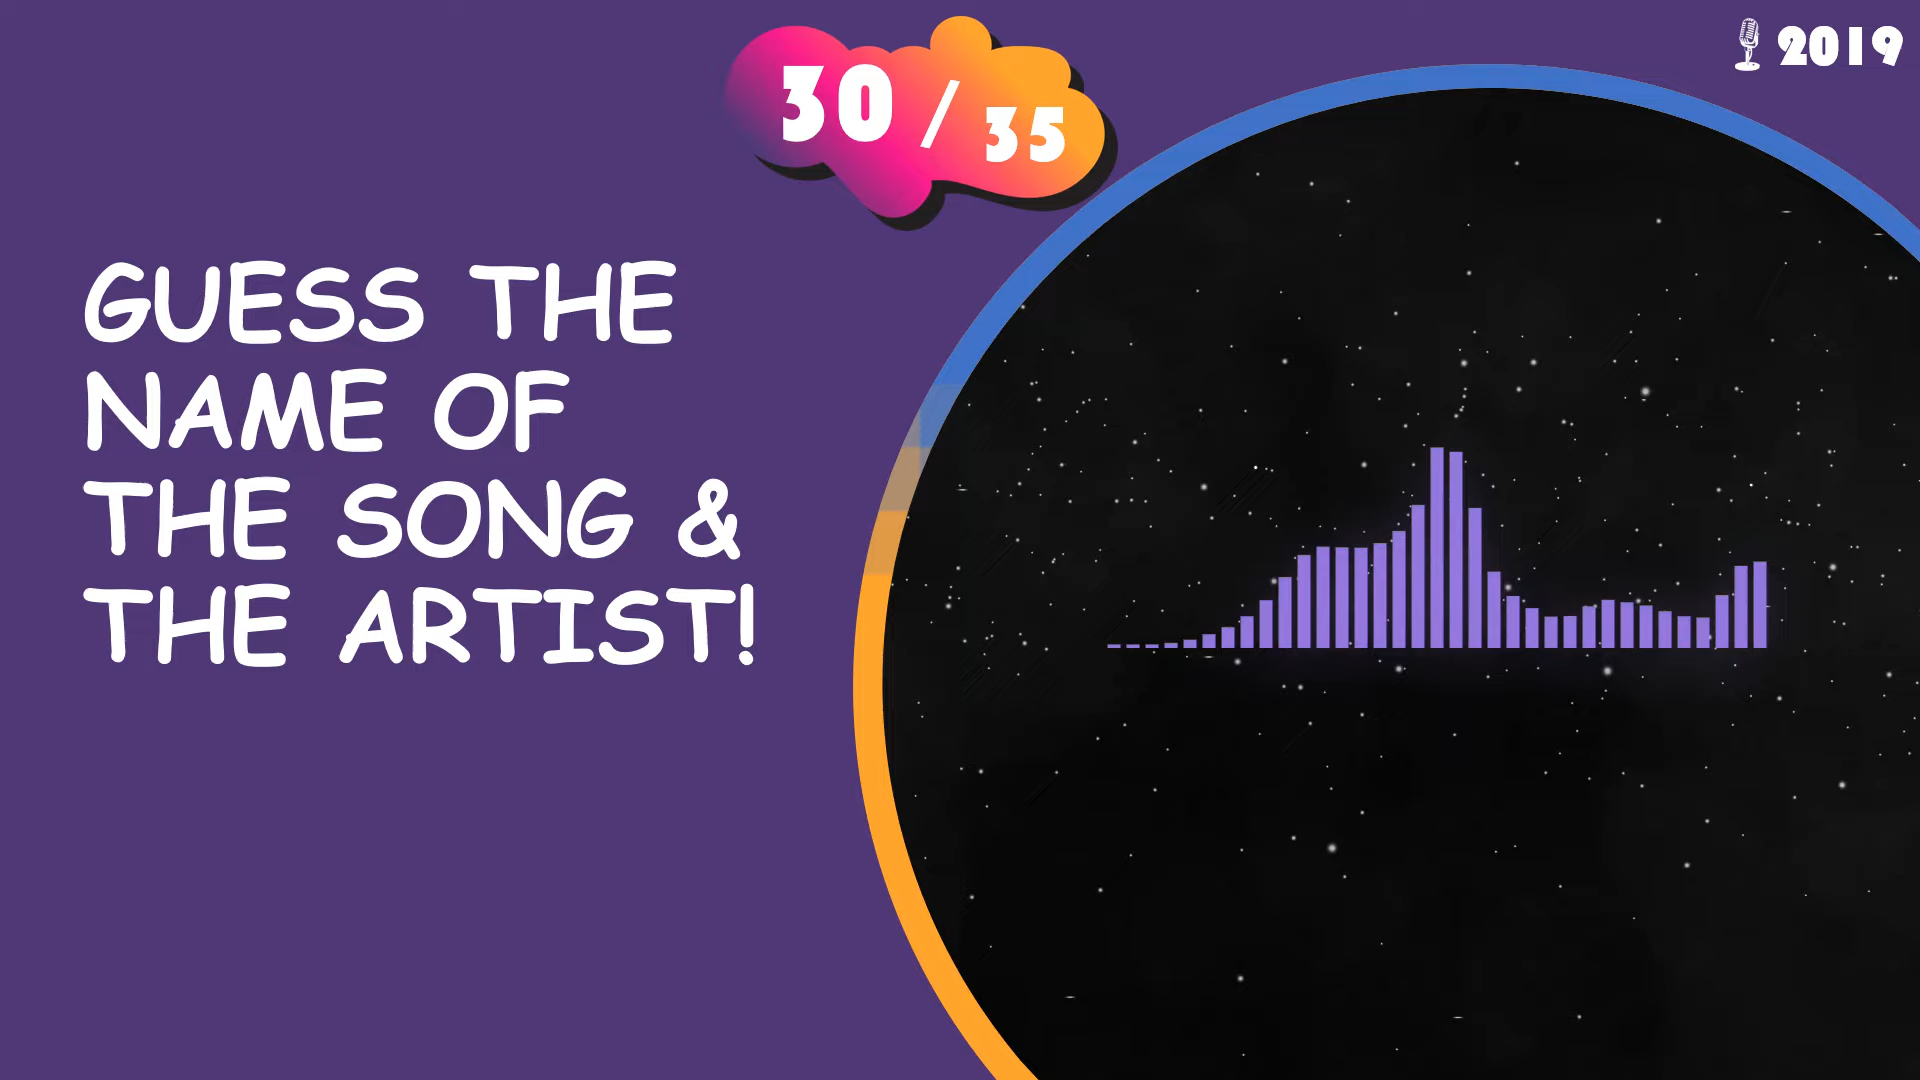 30 / 35
2019
GUESS THE
NAME OF
THE SONG &
THE ARTIST!